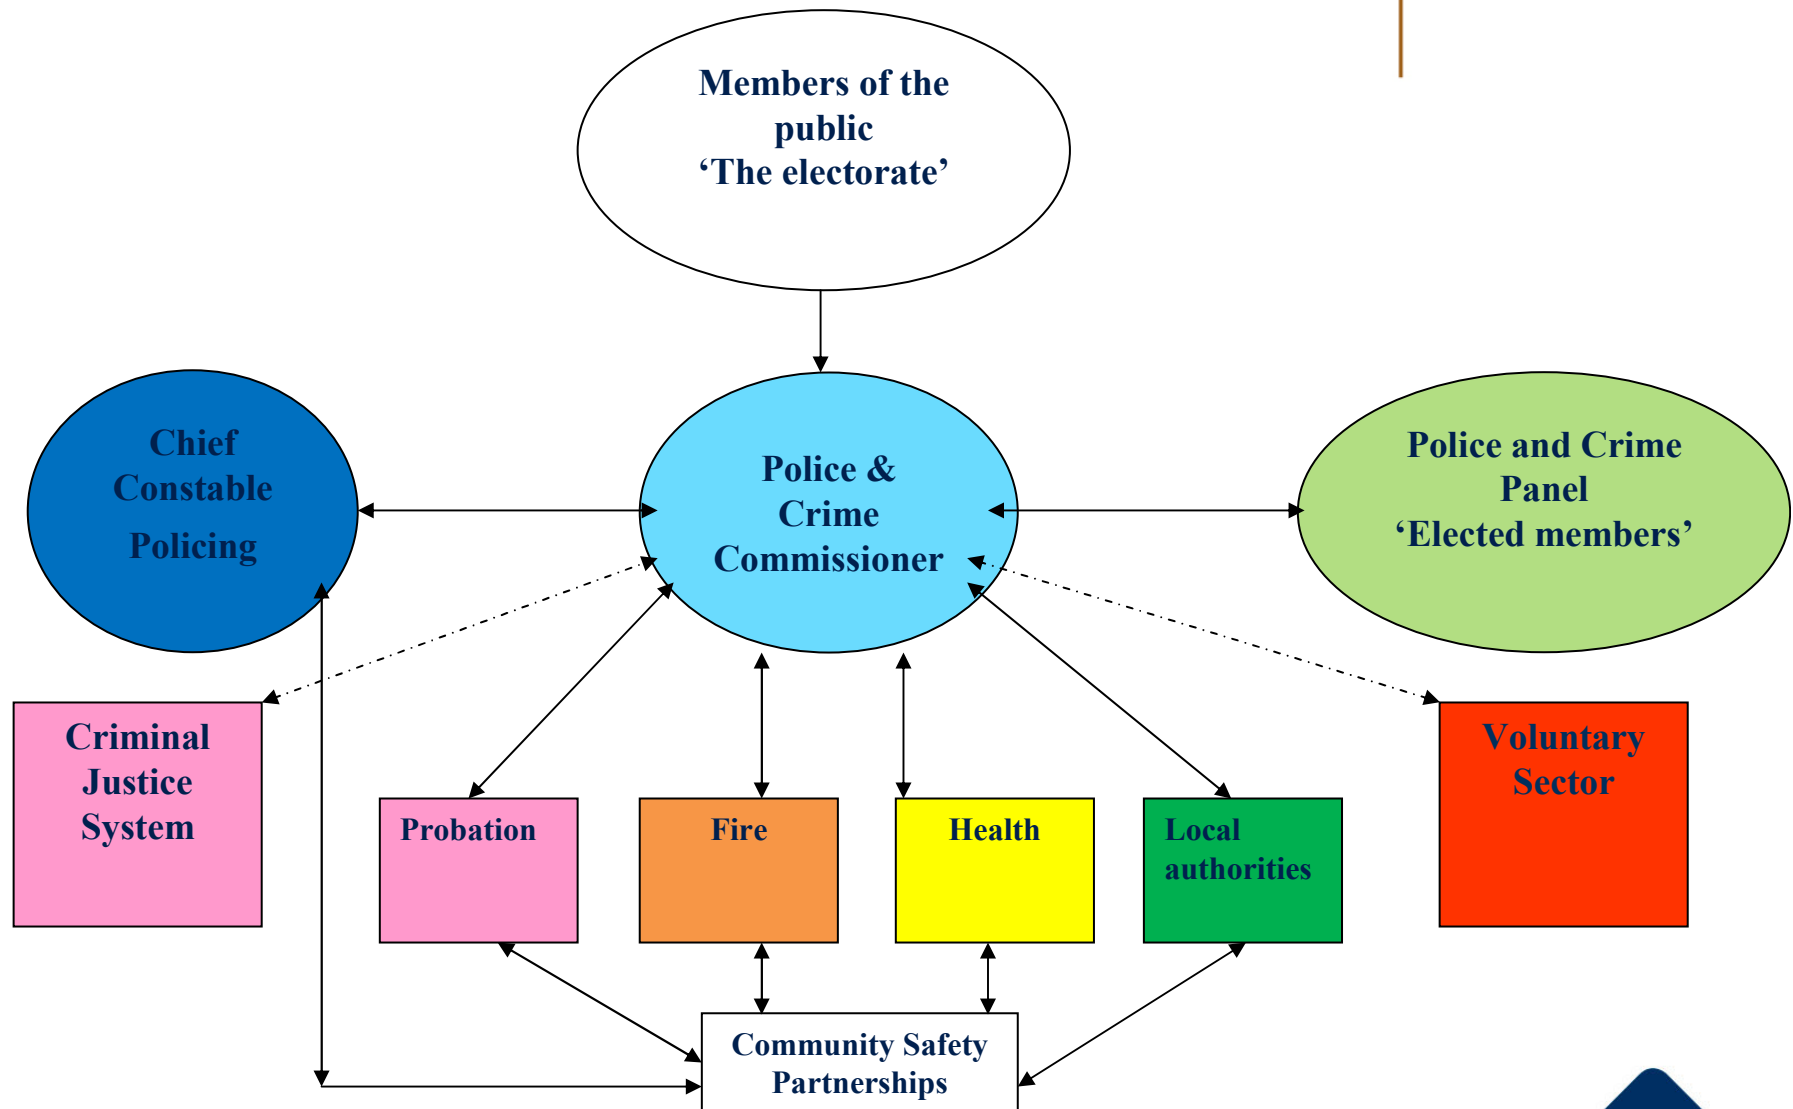 Members of the
public
‘The electorate’
Chief
Constable
Policing
Police &
Crime
Commissioner
Police and Crime
Panel
‘Elected members’
Criminal
Justice
System
Probation
Fire
Health
Local
authorities
Voluntary
Sector
Community Safety
Partnerships